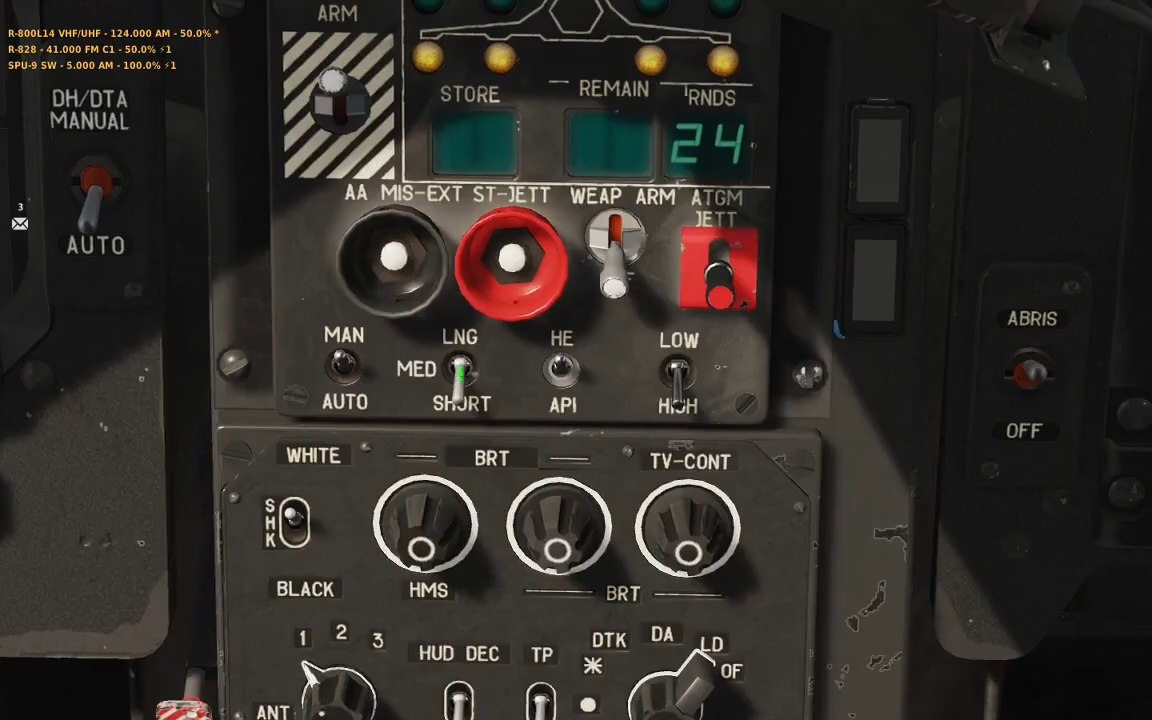 ARM
R-800L14 VHF/UHF - 124.000 AM - 50.0% *
R-828 - 41.000 FM C1 - 50.0% ⚡1
SPU-9 SW - 5.000 AM - 100.0% ⚡1
DH/DTA
MANUAL
AUTO
3
STORE
REMAIN
RNDS
24
AA MIS-EXT ST-JETT WEAP ARM ATGM
JETT
MAN LNG HE LOW
MED
AUTO SHORT API HIGH
ABRIS
OFF
WHITE BRT TV-CONT
S
H
K
BLACK HMS BRT
1 2 3
HUD DEC TP
DTK DA LD
OF
ANT